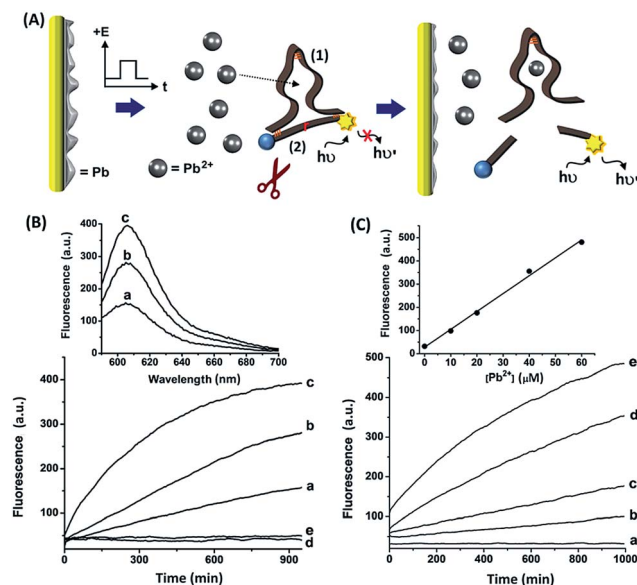 (A)
+E
t
= Pb
= Pb²⁺
(1)
(2)
hυ
hυ'
hυ
hυ'
(B)
Fluorescence (a.u.)
400
300
200
100
0
c
b
a
600 620 640 660 680 700
Wavelength (nm)
Fluorescence (a.u.)
400
300
200
100
c
b
a
e
d
0 300 600 900
Time (min)
(C)
Fluorescence (a.u.)
500
400
300
200
100
0
0 10 20 30 40 50 60
[Pb²⁺] (μM)
Fluorescence (a.u.)
500
400
300
200
100
0
e
d
c
b
a
0 200 400 600 800 1000
Time (min)